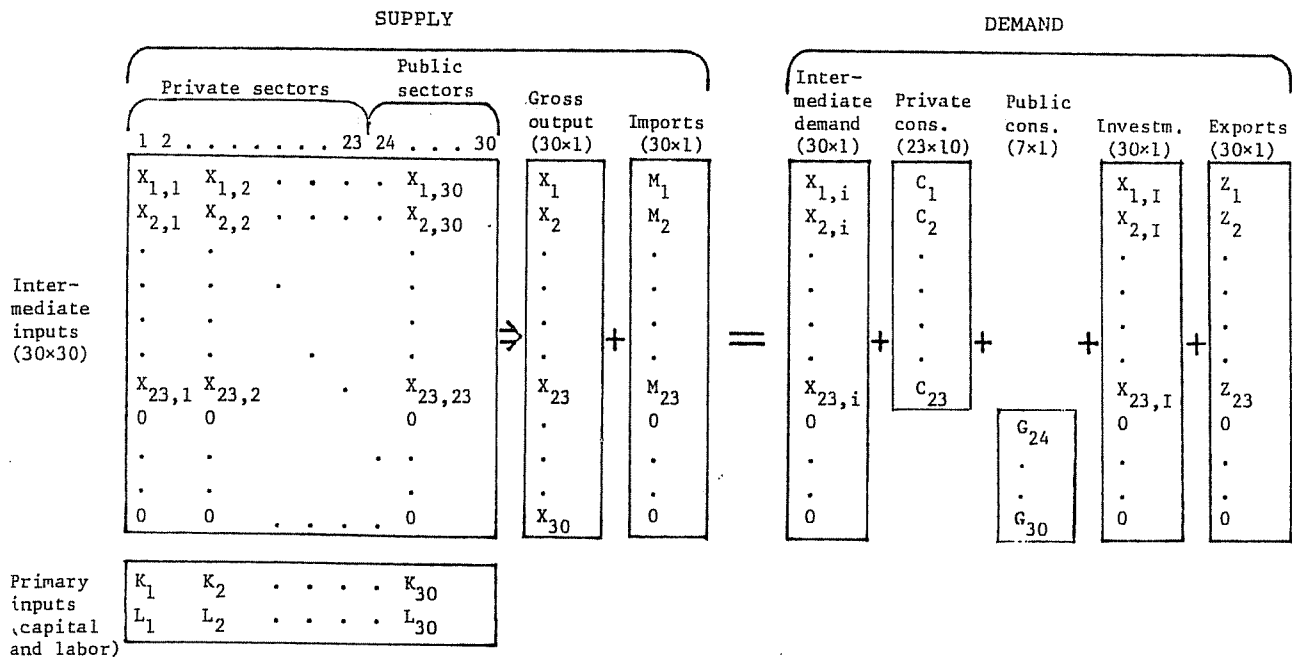 SUPPLY
DEMAND
Private sectors
Public
sectors
Gross
output
(30×1)
Imports
(30×1)
Inter-
mediate
demand
(30×1)
Private
cons.
(23×10)
Public
cons.
(7×1)
Investm.
(30×1)
Exports
(30×1)
1 2 . . . . . . . 23 24 . . . 30
X1,1 X1,2 . . . . X1,30 X1 M1 X1,i C1 X1,I Z1
X2,1 X2,2 . . . . X2,30 X2 M2 X2,i C2 X2,I Z2
Inter-
mediate
inputs
(30×30)
⇒ + = + + + +
X23,1 X23,2 . X23,23 X23 M23 X23,i C23 X23,I Z23
0 0 0 . 0 0 G24 0 0
0 0 . . . . 0 X30 0 0 G30 0 0
Primary
inputs
(capital
and labor)
K1 K2 . . . . K30
L1 L2 . . . . L30